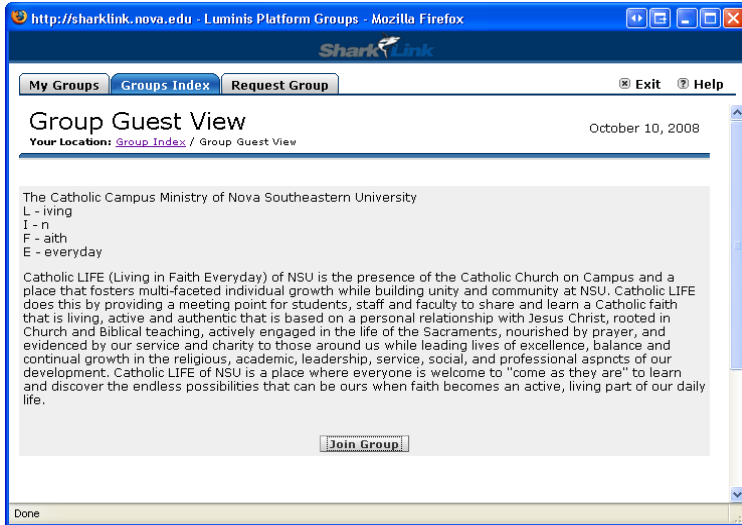 http://sharklink.nova.edu - Luminis Platform Groups - Mozilla Firefox
SharkLink
My Groups Groups Index Request Group Exit Help
Group Guest View
October 10, 2008
Your Location: Group Index / Group Guest View
The Catholic Campus Ministry of Nova Southeastern University
L - iving
I - n
F - aith
E - everyday
Catholic LIFE (Living in Faith Everyday) of NSU is the presence of the Catholic Church on Campus and a
place that fosters multi-faceted individual growth while building unity and community at NSU. Catholic LIFE
does this by providing a meeting point for students, staff and faculty to share and learn a Catholic faith
that is living, active and authentic that is based on a personal relationship with Jesus Christ, rooted in
Church and Biblical teaching, actively engaged in the life of the Sacraments, nourished by prayer, and
evidenced by our service and charity to those around us while leading lives of excellence, balance and
continual growth in the religious, academic, leadership, service, social, and professional aspncts of our
development. Catholic LIFE of NSU is a place where everyone is welcome to "come as they are" to learn
and discover the endless possibilities that can be ours when faith becomes an active, living part of our daily
life.
Join Group
Done